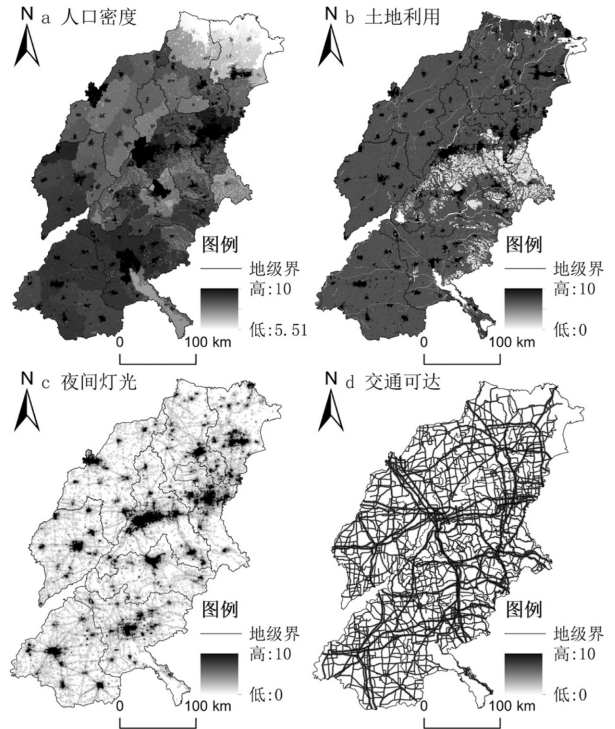 N
a 人口密度
图例
地级界
高:10
低:5.51
0 100 km
N
b 土地利用
图例
地级界
高:10
低:0
0 100 km
N
c 夜间灯光
图例
地级界
高:10
低:0
0 100 km
N
d 交通可达
图例
地级界
高:10
低:0
0 100 km